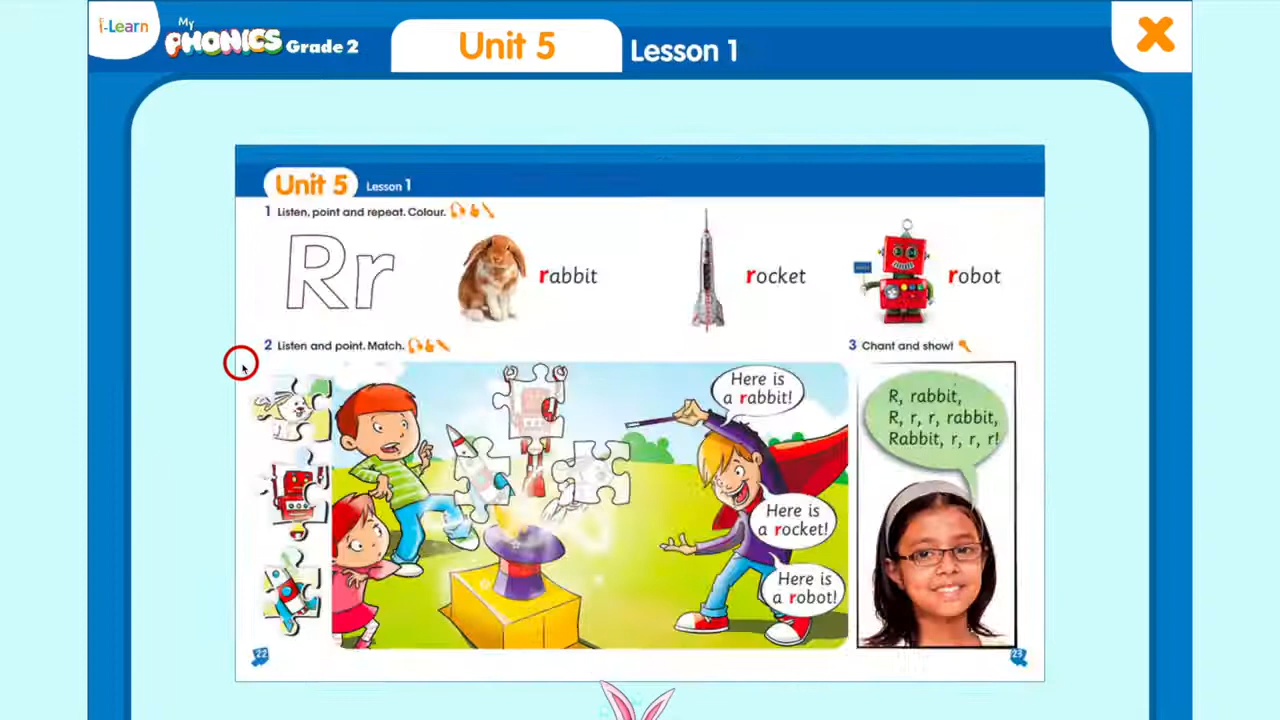 i-Learn
My
PHONICS Grade 2
Unit 5
Lesson 1
Unit 5
Lesson 1
1 Listen, point and repeat. Colour.
Rr
rabbit
rocket
robot
2 Listen and point. Match.
3 Chant and show!
Here is
a rabbit!
Here is
a rocket!
Here is
a robot!
R, rabbit,
R, r, r, rabbit,
Rabbit, r, r, r!
22
23